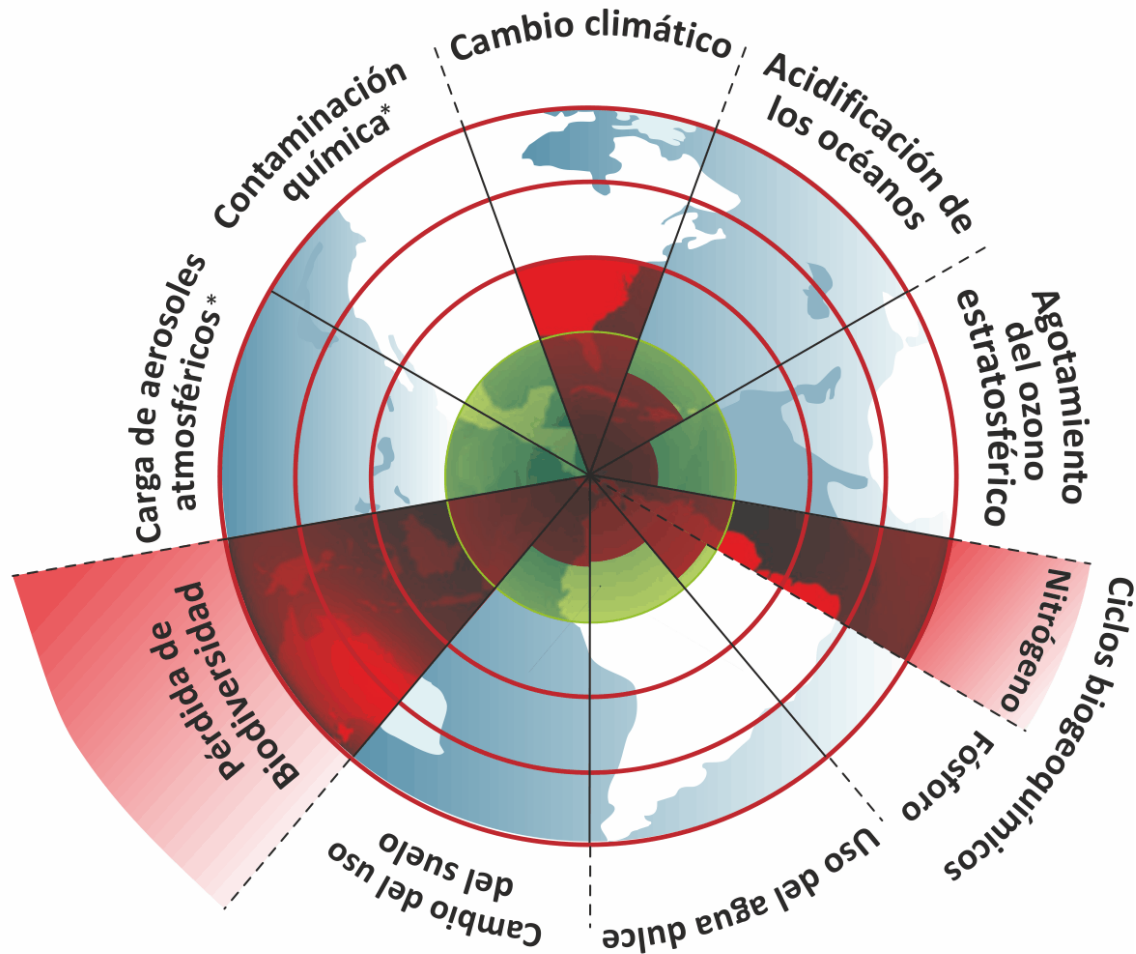 Cambio climático
Acidificación de
los océanos
Agotamiento
del ozono
estratosférico
Ciclos biogeoquímicos
Nitrógeno
Fósforo
Uso del agua dulce
Cambio del uso
del suelo
Pérdida de
Biodiversidad
Carga de aerosoles
atmosféricos*
Contaminación
química*